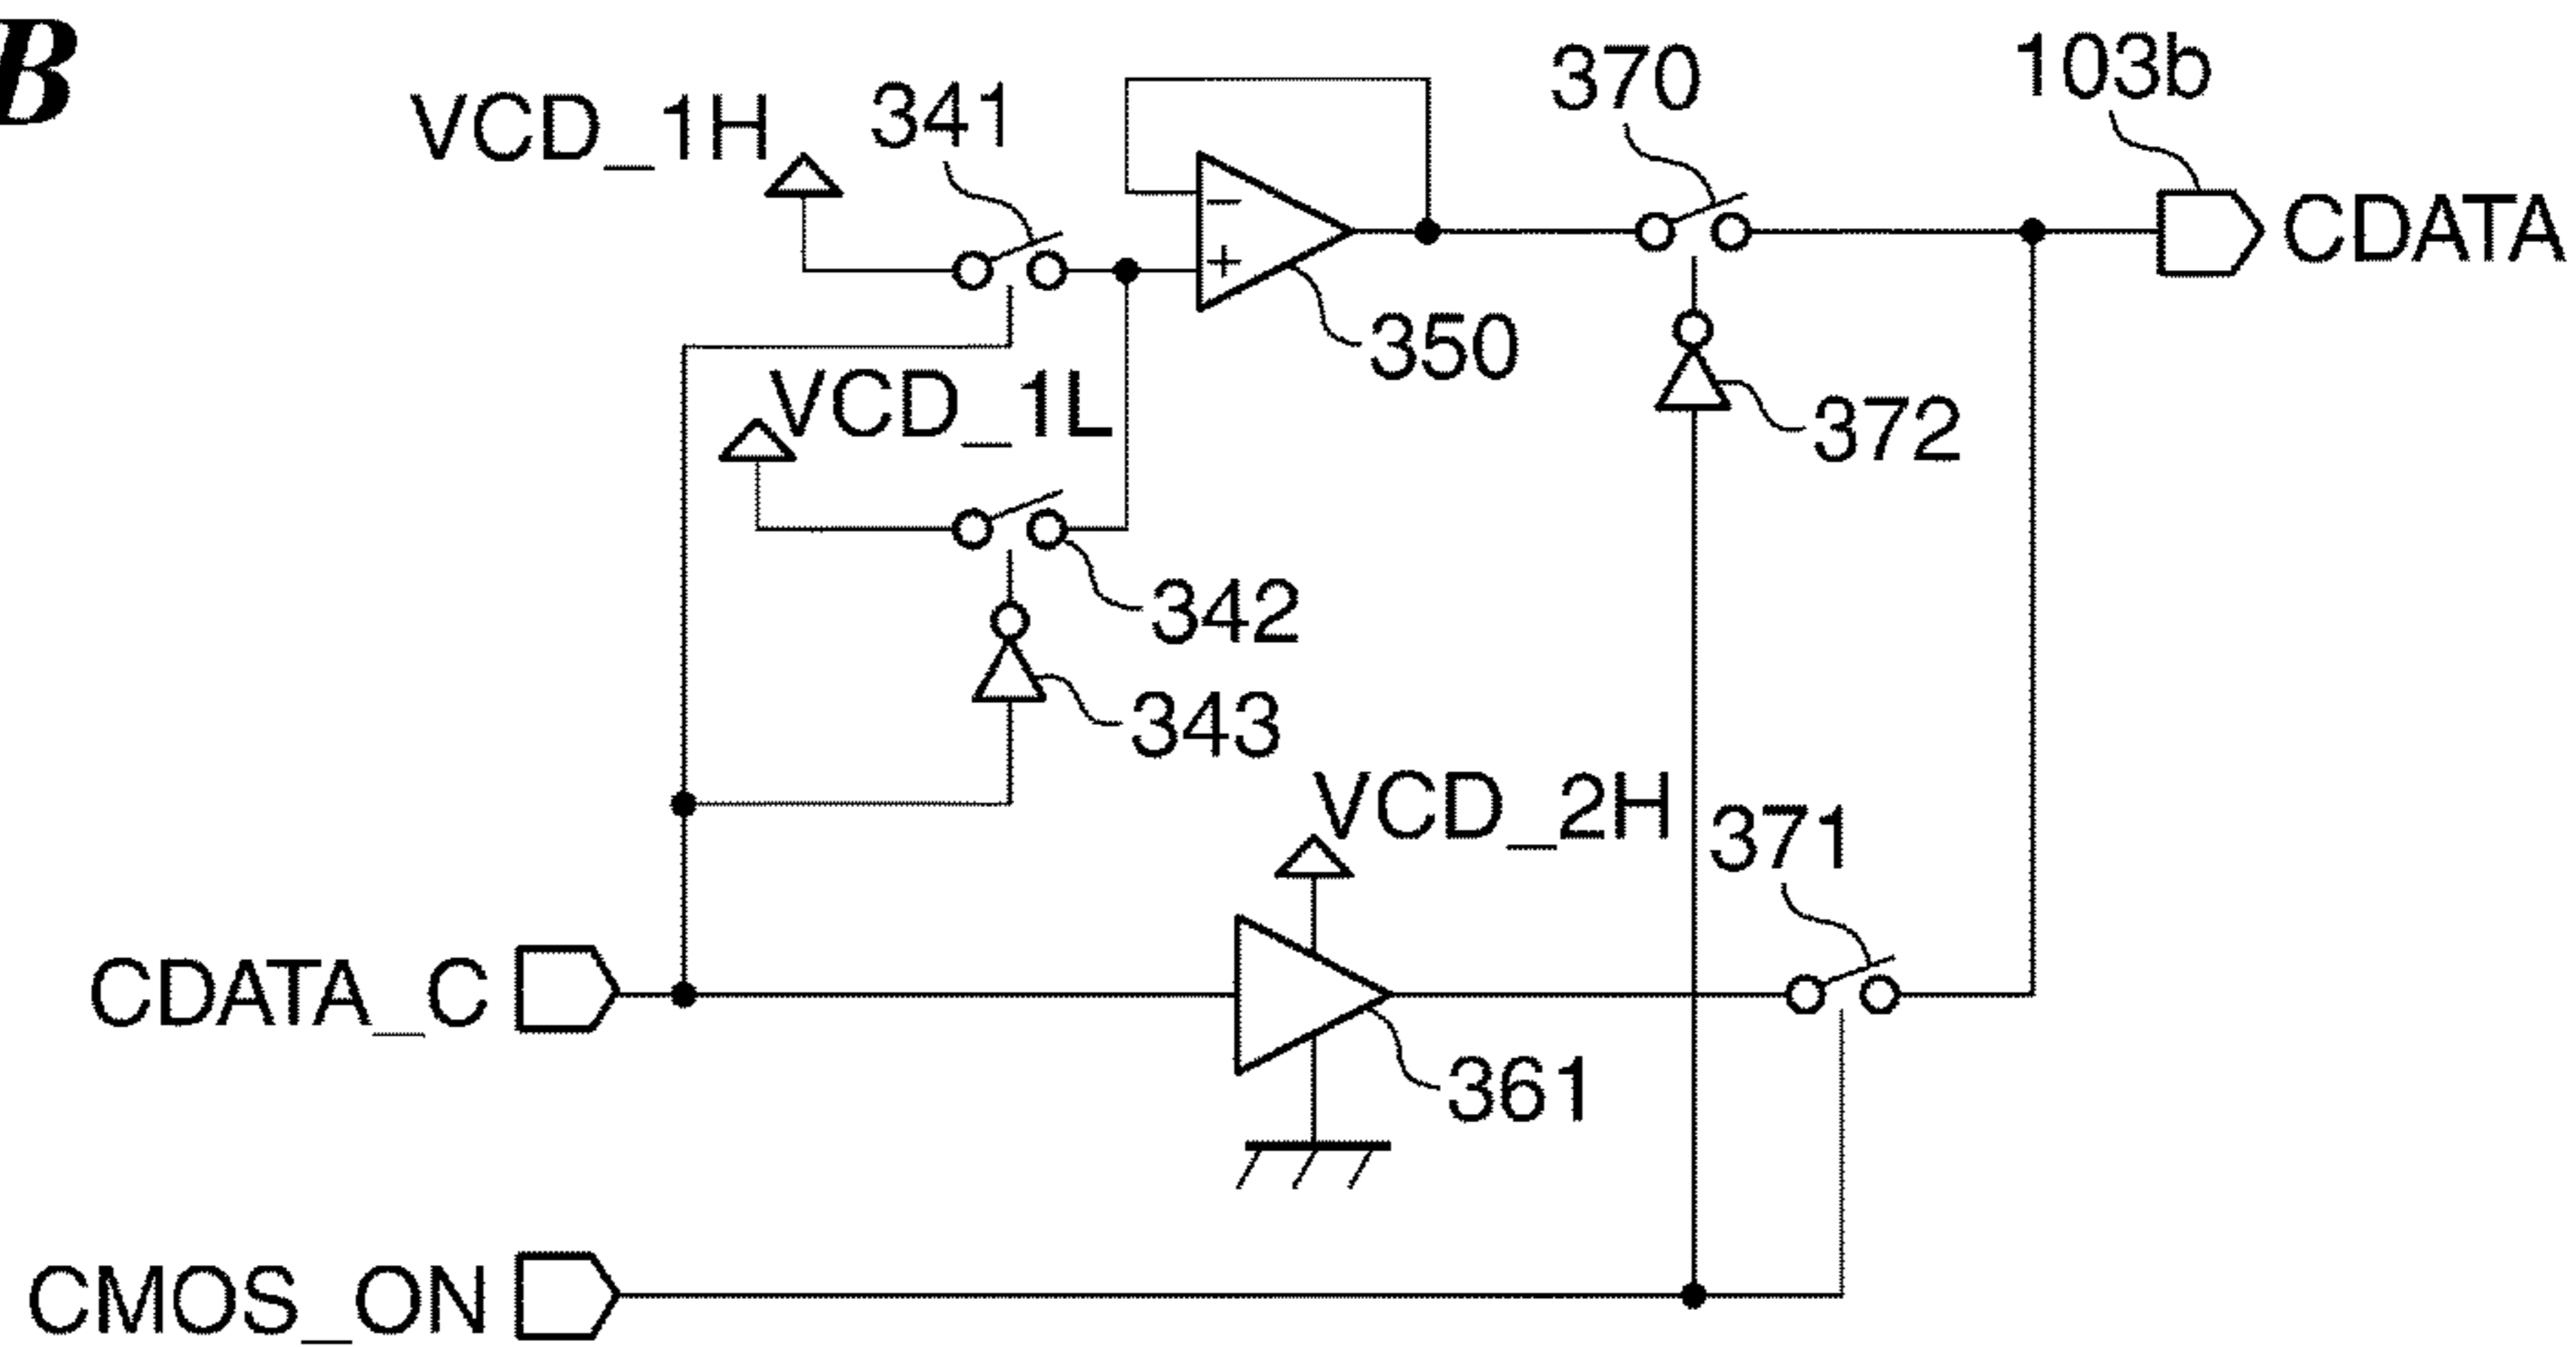 B
VCD_1H
341
370
103b
CDATA
−
+
350
VCD_1L
372
342
343
VCD_2H
371
CDATA_C
361
CMOS_ON